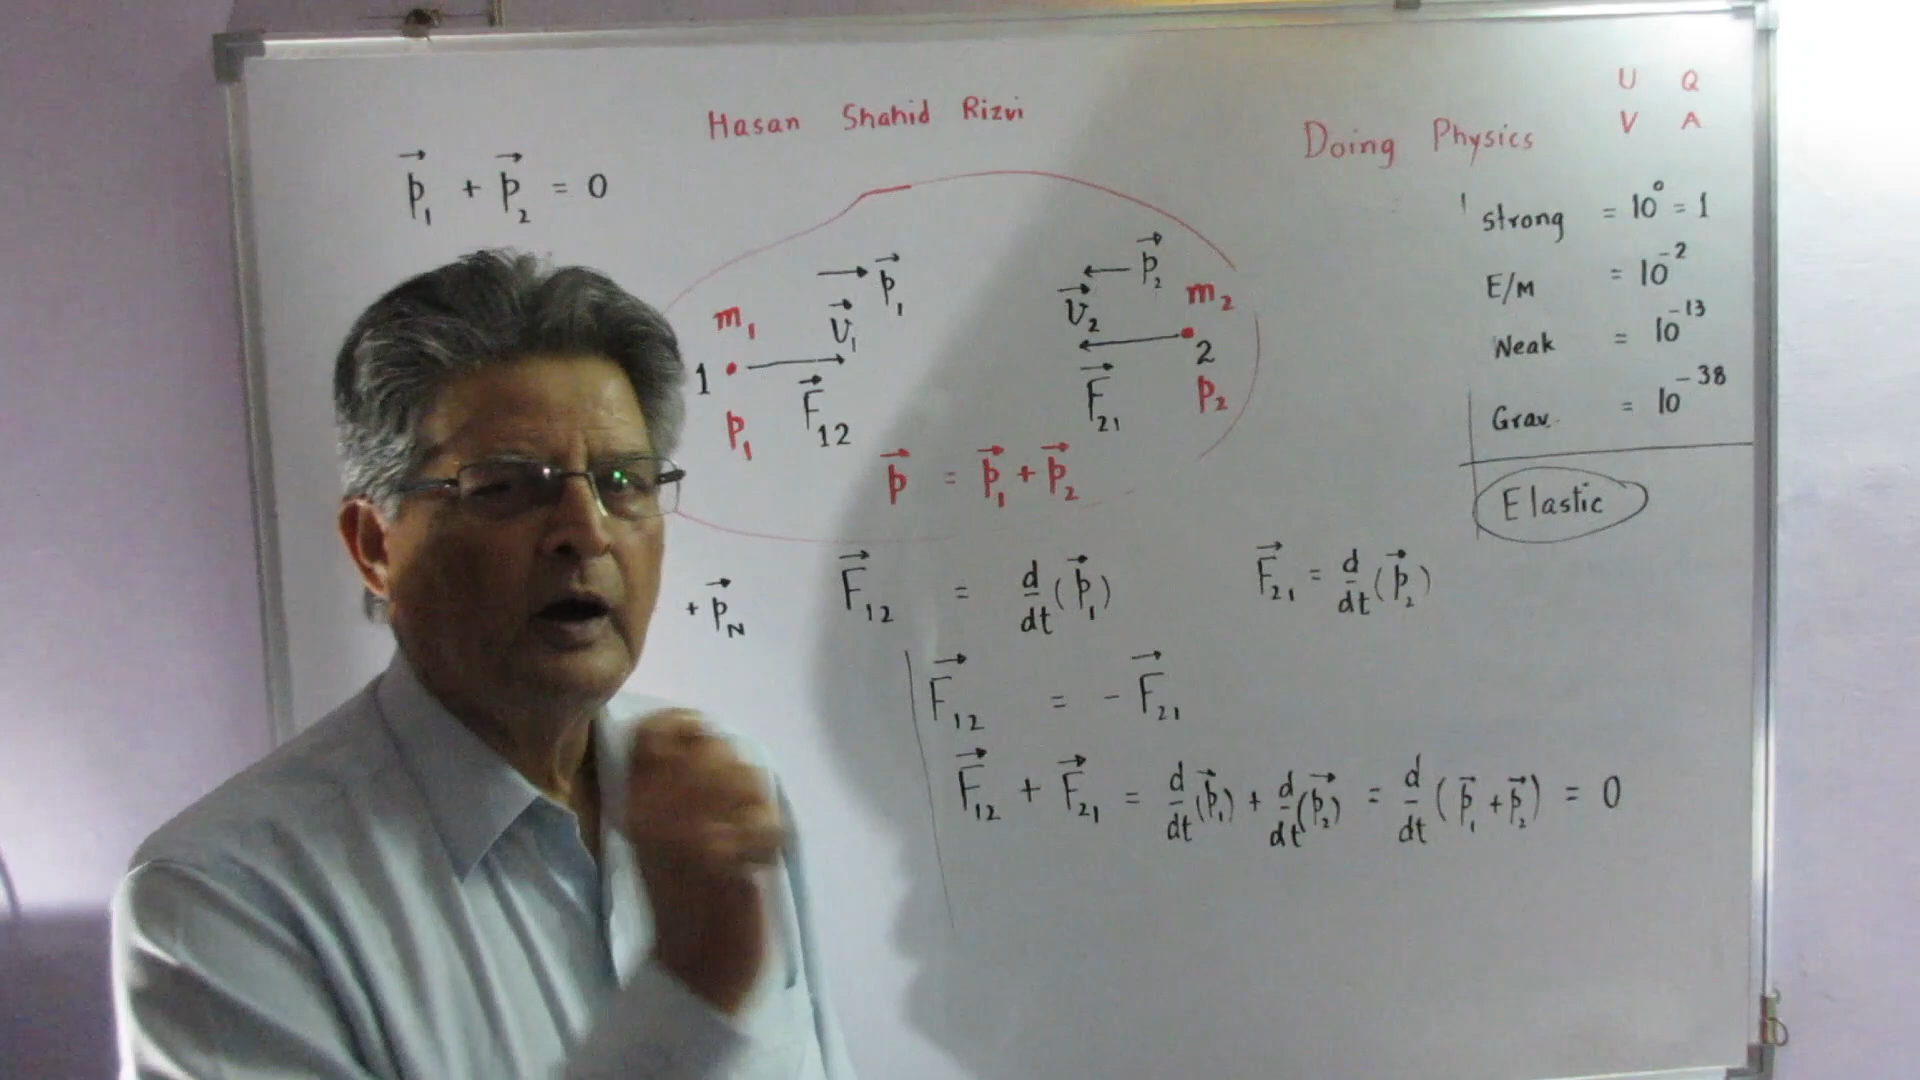 Hasan Shahid Rizvi
Doing Physics
U Q
V A
p⃗₁ + p⃗₂ = 0
strong = 10⁰ = 1
E/M = 10⁻²
Neak = 10⁻¹³
Grav. = 10⁻³⁸
Elastic
p⃗₁
p⃗₂
m₁
v⃗₁
v⃗₂
m₂
1
2
p₁
F⃗₁₂
F⃗₂₁
p₂
p⃗ = p⃗₁ + p⃗₂
+ p⃗N
F⃗₁₂ = d/dt (p⃗₁)
F⃗₂₁ = d/dt (p⃗₂)
F⃗₁₂ = - F⃗₂₁
F⃗₁₂ + F⃗₂₁ = d/dt (p⃗₁) + d/dt (p⃗₂) = d/dt (p⃗₁ + p⃗₂) = 0